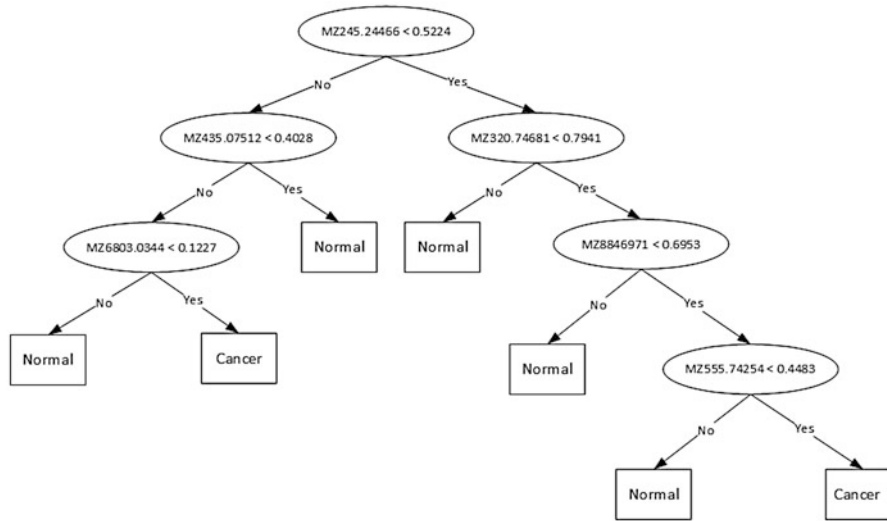 MZ245.24466 < 0.5224
No
Yes
MZ435.07512 < 0.4028
MZ320.74681 < 0.7941
No
Yes
No
Yes
MZ6803.0344 < 0.1227
Normal
Normal
MZ8846971 < 0.6953
No
Yes
No
Yes
Normal
Cancer
Normal
MZ555.74254 < 0.4483
No
Yes
Normal
Cancer